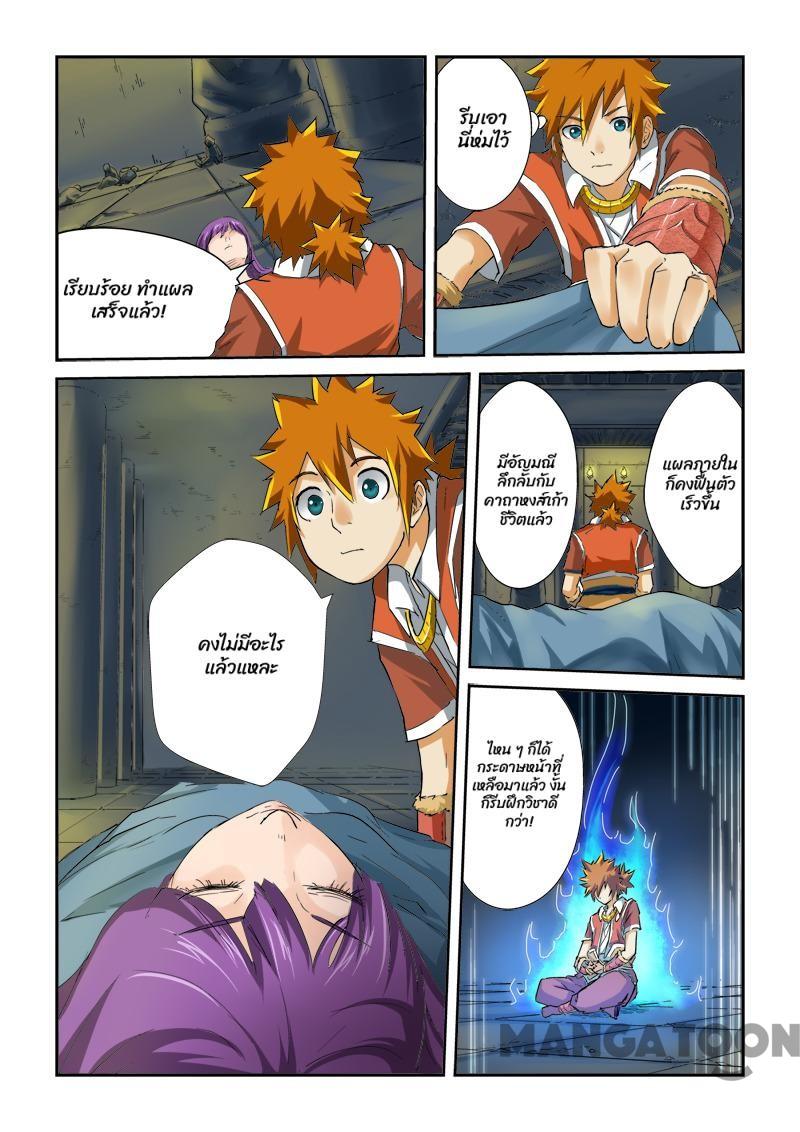 เรียบร้อย ทำแผล
เสร็จแล้ว!
รีบเอา
นี่ห่มไว้
คงไม่มีอะไร
แล้วแหละ
มีอัญมณี
ลึกลับกับ
คาถาหงส์เก้า
ชีวิตแล้ว
แผลภายใน
ก็คงฟื้นตัว
เร็วขึ้น
ไหน ๆ ก็ได้
กระดาษหน้าที่
เหลือมาแล้ว งั้น
ก็รีบฝึกวิชาดี
กว่า!
MANGATOON